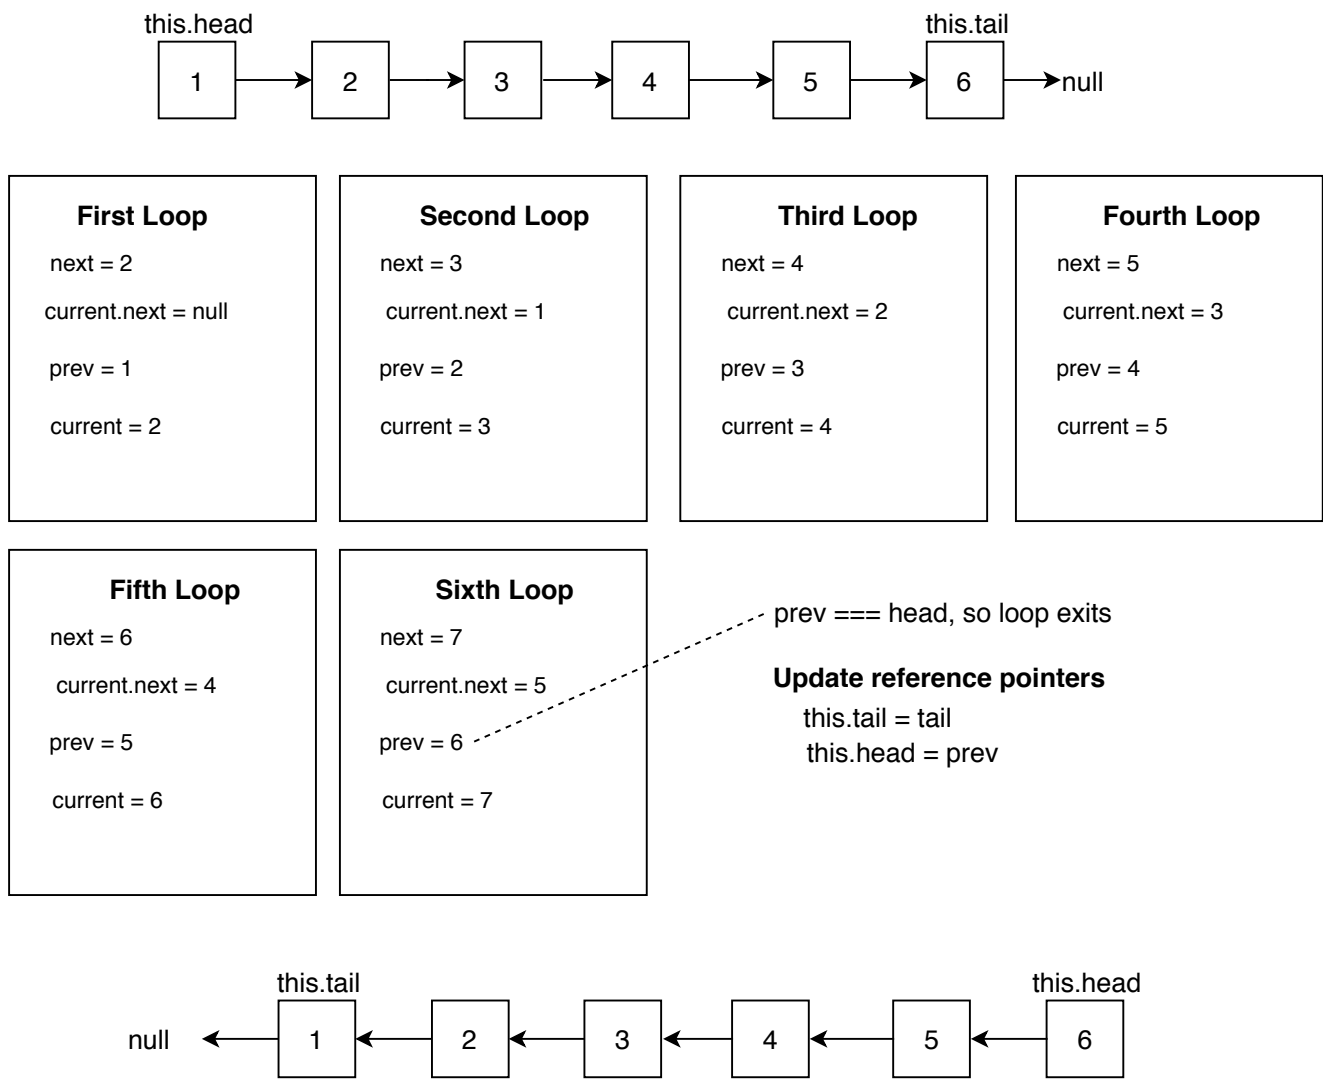 this.head this.tail
1 2 3 4 5 6 null
First Loop
next = 2
current.next = null
prev = 1
current = 2
Second Loop
next = 3
current.next = 1
prev = 2
current = 3
Third Loop
next = 4
current.next = 2
prev = 3
current = 4
Fourth Loop
next = 5
current.next = 3
prev = 4
current = 5
Fifth Loop
next = 6
current.next = 4
prev = 5
current = 6
Sixth Loop
next = 7
current.next = 5
prev = 6
current = 7
prev === head, so loop exits
Update reference pointers
this.tail = tail
this.head = prev
this.tail this.head
null 1 2 3 4 5 6